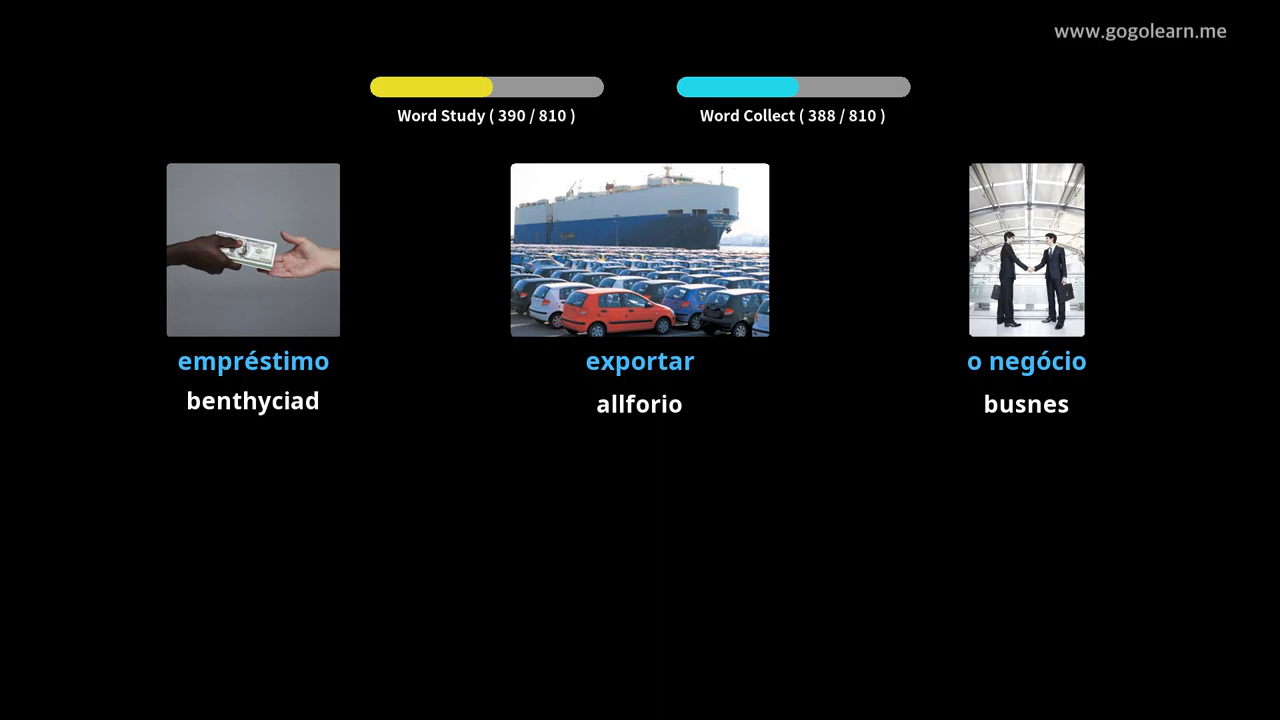 www.gogolearn.me
Word Study ( 390 / 810 )
Word Collect ( 388 / 810 )
empréstimo
benthyciad
exportar
allforio
o negócio
busnes